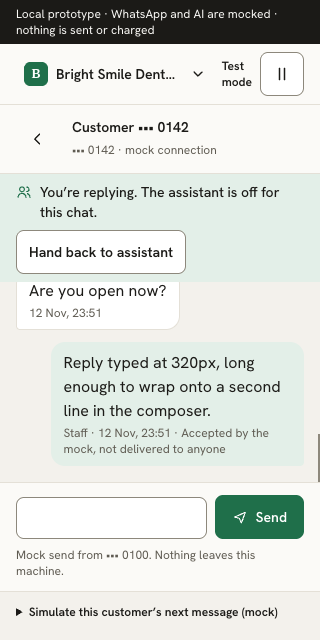 Local prototype · WhatsApp and AI are mocked ·
nothing is sent or charged
B Bright Smile Dent…
Test
mode
Customer ▪▪▪ 0142
▪▪▪ 0142 · mock connection
You’re replying. The assistant is off for
this chat.
Hand back to assistant
Are you open now?
12 Nov, 23:51
Reply typed at 320px, long
enough to wrap onto a second
line in the composer.
Staff · 12 Nov, 23:51 · Accepted by the
mock, not delivered to anyone
Send
Mock send from ▪▪▪ 0100. Nothing leaves this
machine.
Simulate this customer’s next message (mock)